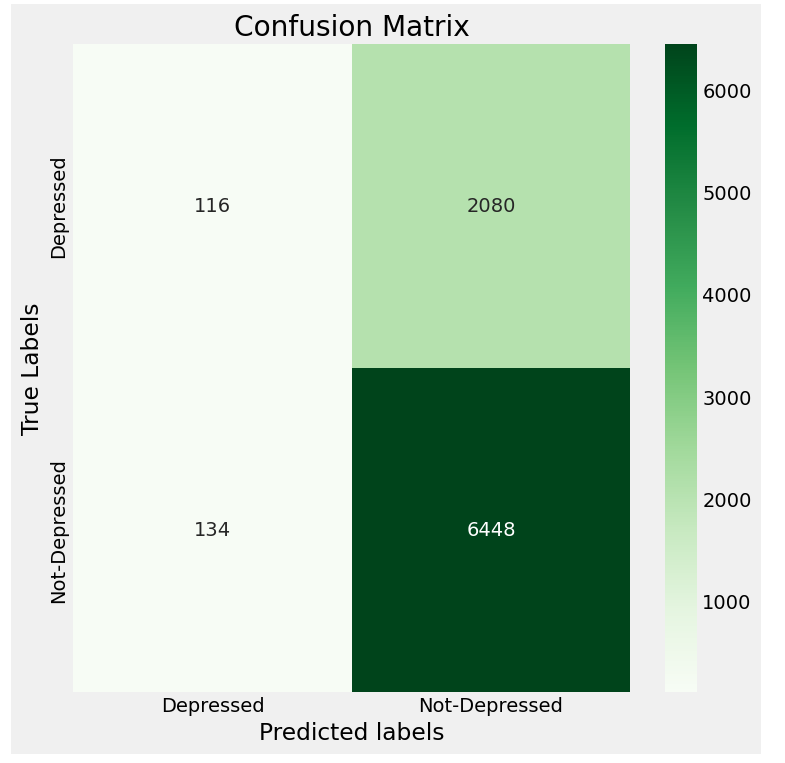 Confusion Matrix
True Labels
Depressed
Not-Depressed
116
2080
134
6448
Depressed
Not-Depressed
Predicted labels
6000
5000
4000
3000
2000
1000